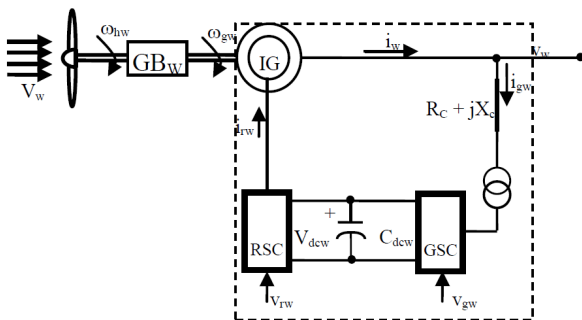 ω_hw
ω_gw
i_w
V_w
GB_W
IG
v_w
i_gw
R_C + jX_c
i_rw
+
RSC
V_dcw
C_dcw
GSC
v_rw
v_gw